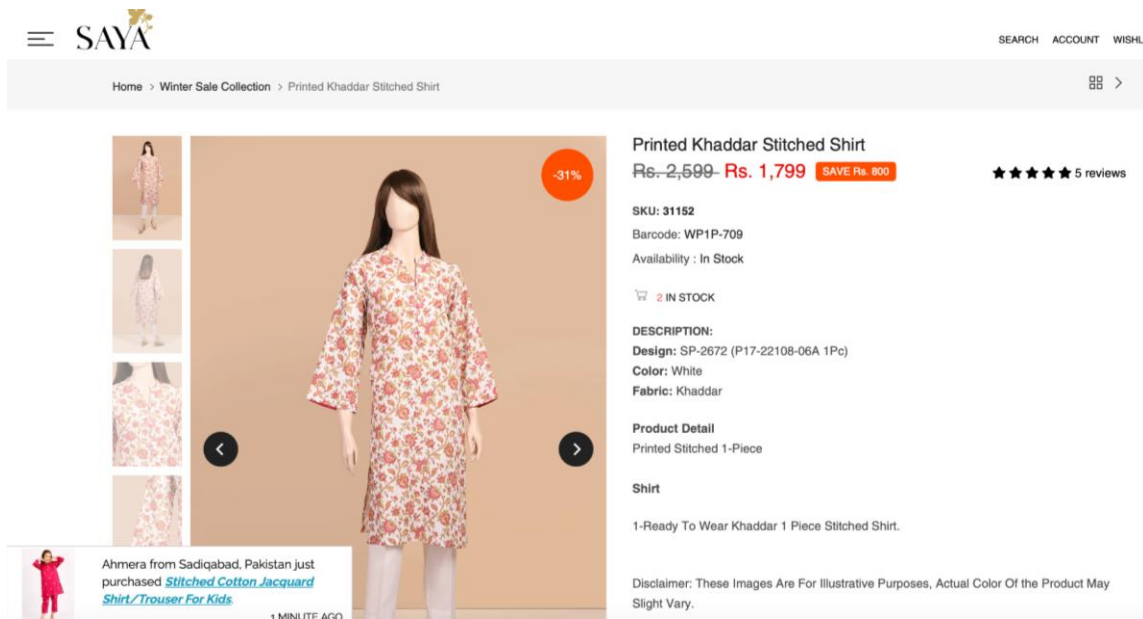 SAYA
SEARCH ACCOUNT WISHL
Home > Winter Sale Collection > Printed Khaddar Stitched Shirt
-31%
Printed Khaddar Stitched Shirt
Rs. 2,599 Rs. 1,799 SAVE Rs. 800
5 reviews
SKU: 31152
Barcode: WP1P-709
Availability : In Stock
2 IN STOCK
DESCRIPTION:
Design: SP-2672 (P17-22108-06A 1Pc)
Color: White
Fabric: Khaddar
Product Detail
Printed Stitched 1-Piece
Shirt
1-Ready To Wear Khaddar 1 Piece Stitched Shirt.
Disclaimer: These Images Are For Illustrative Purposes, Actual Color Of the Product May
Slight Vary.
Ahmera from Sadiqabad, Pakistan just
purchased Stitched Cotton Jacquard
Shirt/Trouser For Kids.
1 MINUTE AGO